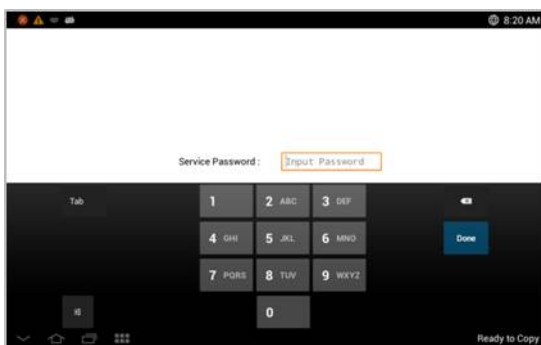 8:20 AM
Service Password : Input Password
Tab 1 2 ABC 3 DEF
4 GHI 5 JKL 6 MNO Done
7 PQRS 8 TUV 9 WXYZ
0
Ready to Copy